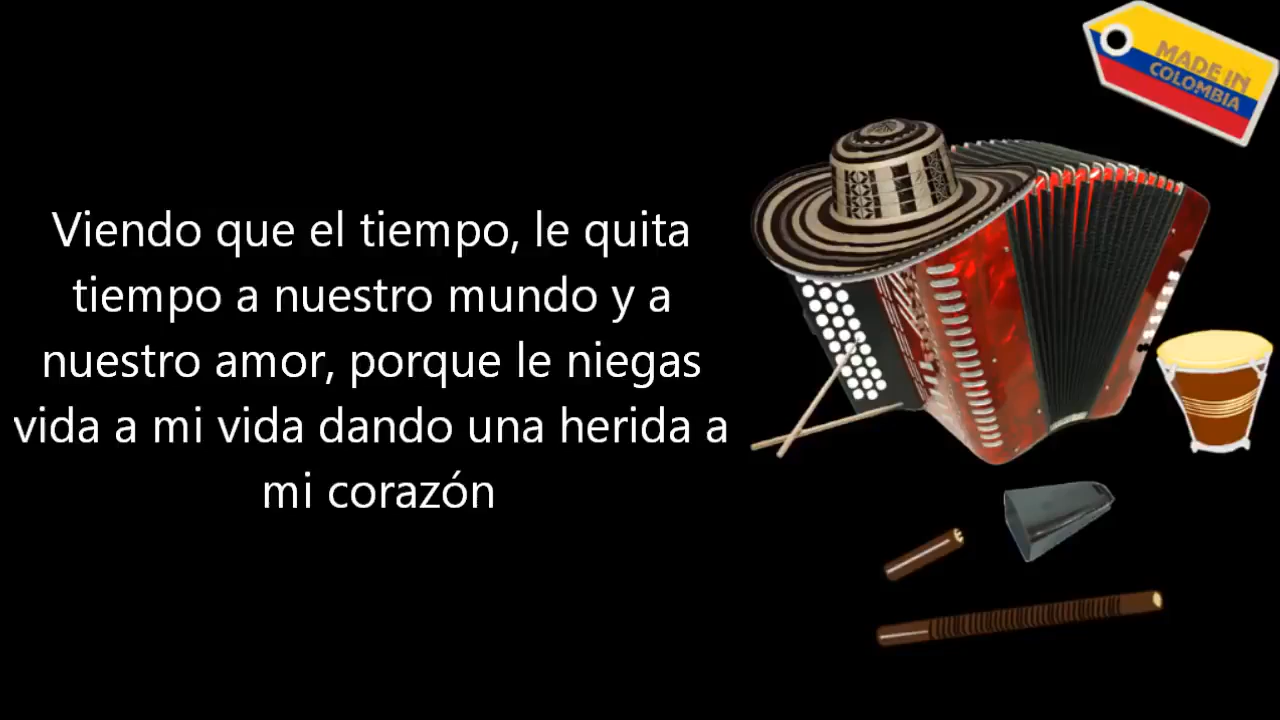 MADE IN
COLOMBIA
Viendo que el tiempo, le quita
tiempo a nuestro mundo y a
nuestro amor, porque le niegas
vida a mi vida dando una herida a
mi corazón